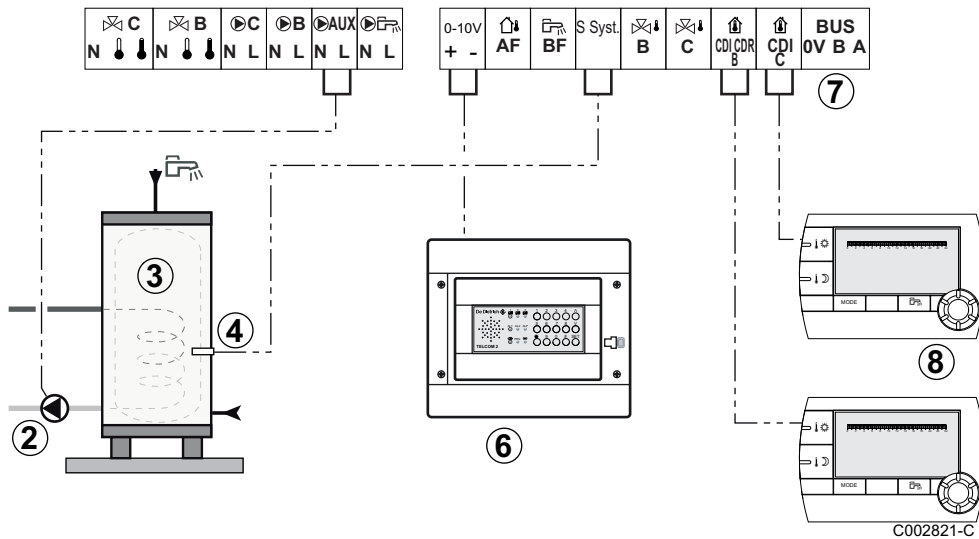 C B C B AUX
N N N L N L N L N L
0-10V S Syst. BUS
+ - AF BF B C CDI CDR B CDI C 0V B A
7
3
4
2
6
8
De Dietrich
TELCOM 2
MODE
MODE
C002821-C